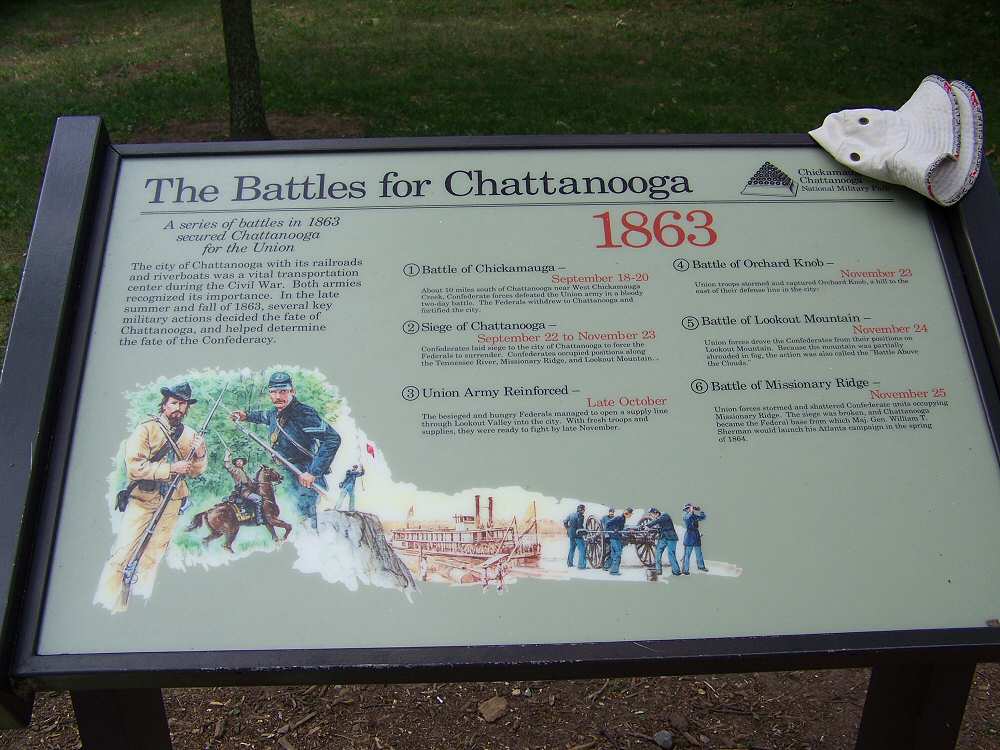 The Battles for Chattanooga
Chickamauga
Chattanooga
National Military
1863
A series of battles in 1863
secured Chattanooga
for the Union
The city of Chattanooga with its railroads
and riverboats was a vital transportation
center during the Civil War. Both armies
recognized its importance. In the late
summer and fall of 1863, several key
military actions decided the fate of
Chattanooga, and helped determine
the fate of the Confederacy.
1 Battle of Chickamauga –
September 18-20
About 10 miles south of Chattanooga near West Chickamauga
Creek, Confederate forces defeated the Union army in a bloody
two-day battle. The Federals withdrew to Chattanooga and
fortified the city.
2 Siege of Chattanooga –
September 22 to November 23
Confederates laid siege to the city of Chattanooga to force the
Federals to surrender. Confederates occupied positions along
the Tennessee River, Missionary Ridge, and Lookout Mountain...
3 Union Army Reinforced –
Late October
The besieged and hungry Federals managed to open a supply line
through Lookout Valley into the city. With fresh troops and
supplies, they were ready to fight by late November.
4 Battle of Orchard Knob –
November 23
Union troops stormed and captured Orchard Knob, a hill to the
east of their defense line in the city.
5 Battle of Lookout Mountain –
November 24
Union forces drove the Confederates from their positions on
Lookout Mountain. Because the mountain was partially
shrouded in fog, the action was also called the "Battle Above
the Clouds."
6 Battle of Missionary Ridge –
November 25
Union forces stormed and shattered Confederate units occupying
Missionary Ridge. The siege was broken, and Chattanooga
became the Federal base from which Maj. Gen. William T.
Sherman would launch his Atlanta campaign in the spring
of 1864.